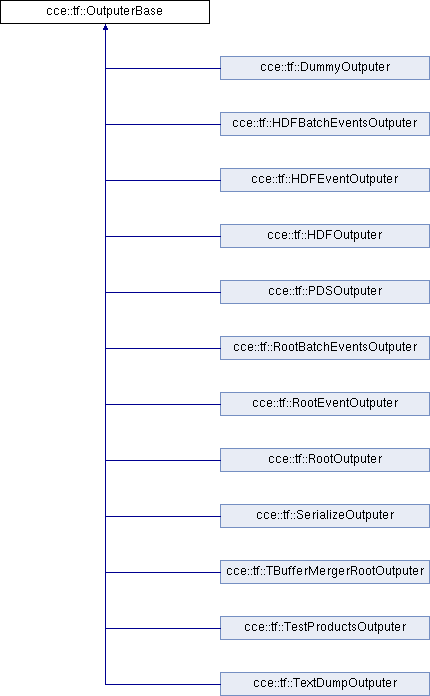 cce::tf::OutputerBase
cce::tf::DummyOutputer
cce::tf::HDFBatchEventsOutputer
cce::tf::HDFEventOutputer
cce::tf::HDFOutputer
cce::tf::PDSOutputer
cce::tf::RootBatchEventsOutputer
cce::tf::RootEventOutputer
cce::tf::RootOutputer
cce::tf::SerializeOutputer
cce::tf::TBufferMergerRootOutputer
cce::tf::TestProductsOutputer
cce::tf::TextDumpOutputer